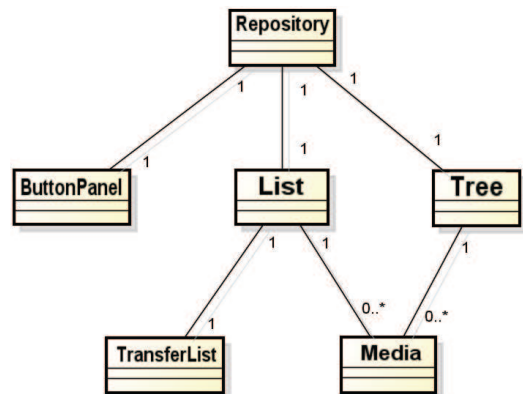 Repository
1 1 1
1 1 1
ButtonPanel List Tree
1 1 1
0..* 0..*
1
TransferList Media